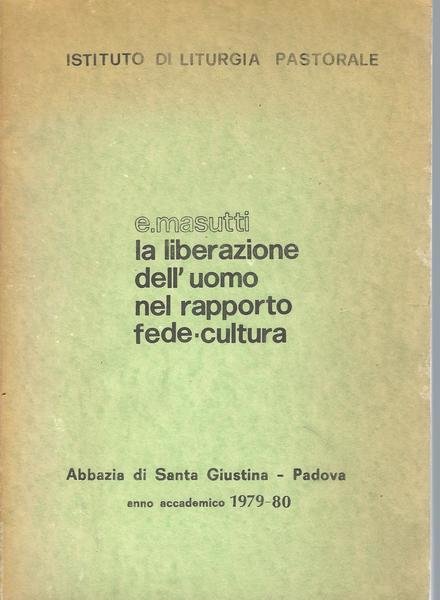 ISTITUTO DI LITURGIA PASTORALE
e.masutti
la liberazione
dell'uomo
nel rapporto
fede·cultura
Abbazia di Santa Giustina - Padova
anno accademico 1979-80